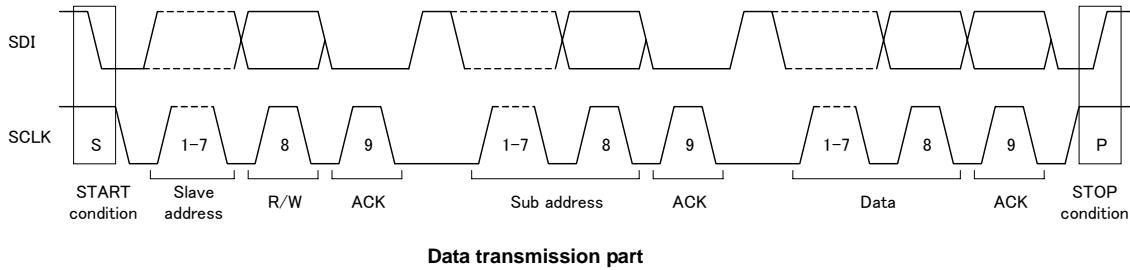 SDI
SCLK
S 1-7 8 9 1-7 8 9 1-7 8 9 P
START condition
Slave address
R/W
ACK
Sub address
ACK
Data
ACK
STOP condition
Data transmission part